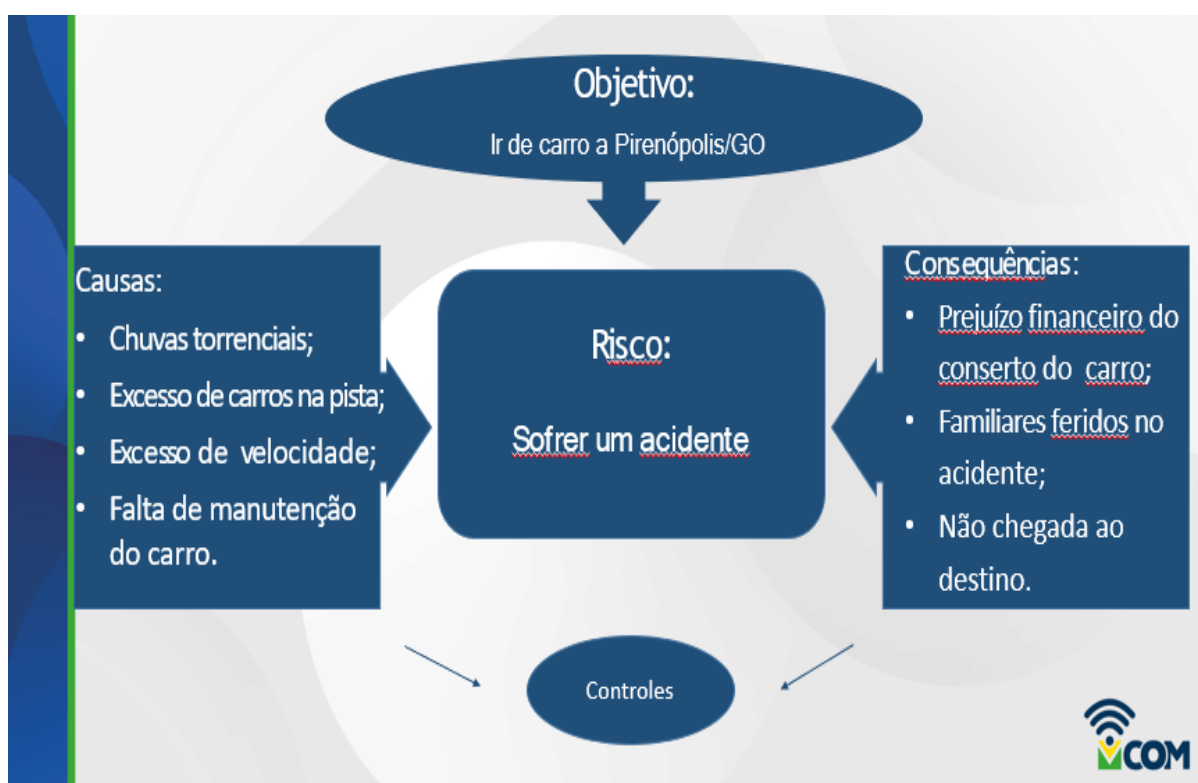 Objetivo:
Ir de carro a Pirenópolis/GO
Causas:
• Chuvas torrenciais;
• Excesso de carros na pista;
• Excesso de velocidade;
• Falta de manutenção
do carro.
Risco:
Sofrer um acidente
Consequências:
• Prejuízo financeiro do
conserto do carro;
• Familiares feridos no
acidente;
• Não chegada ao
destino.
Controles
COM